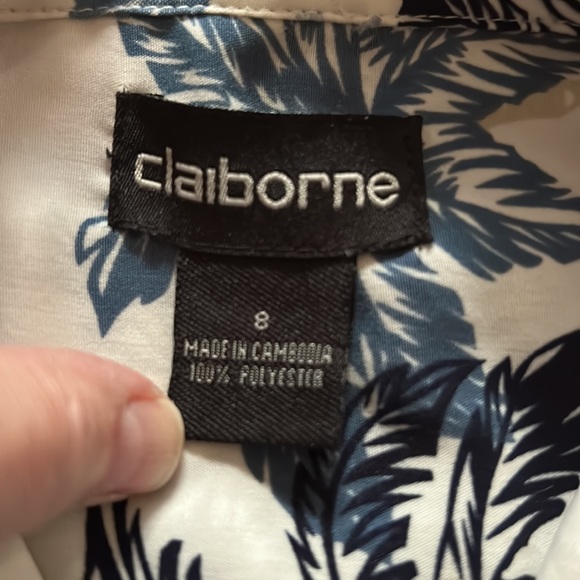 claiborne
8
MADE IN CAMBODIA
100% POLYESTER